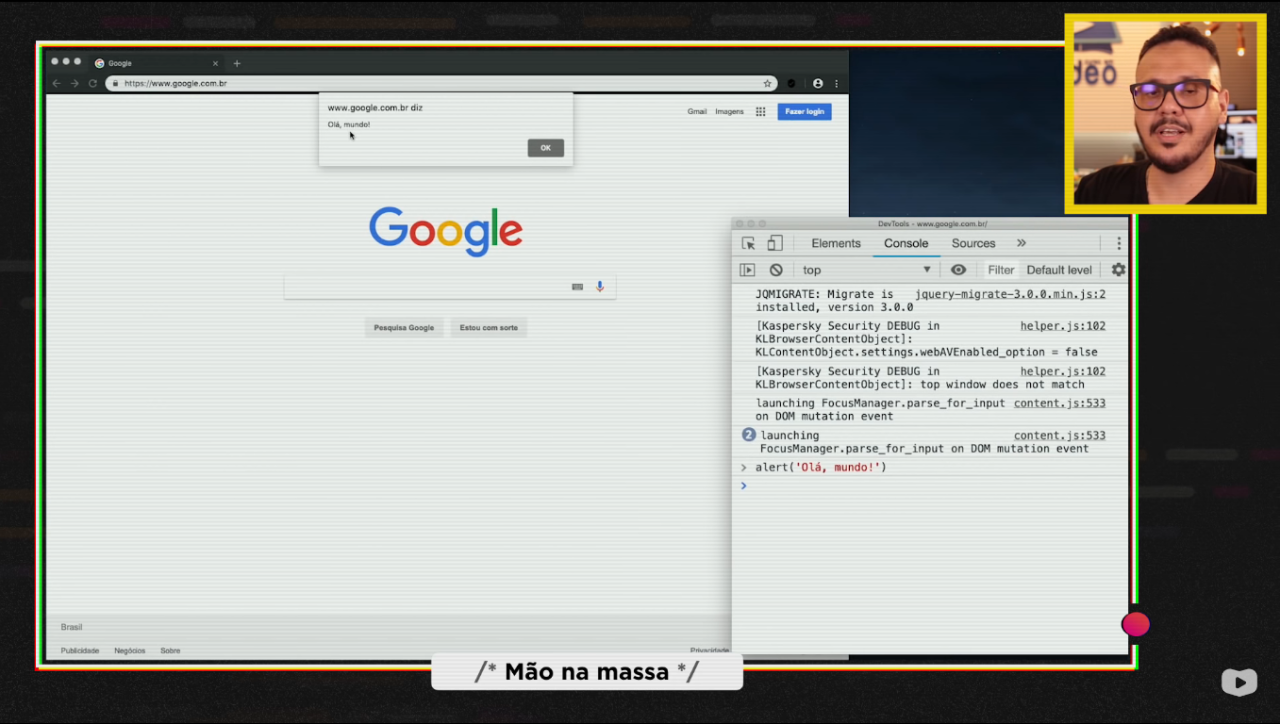 Google
https://www.google.com.br
www.google.com.br diz
Olá, mundo!
OK
Gmail Imagens
Fazer login
Google
Pesquisa Google
Estou com sorte
Brasil
Publicidade Negócios Sobre
Privacidade
DevTools - www.google.com.br/
Elements Console Sources »
top
Filter Default level
JQMIGRATE: Migrate is jquery-migrate-3.0.0.min.js:2
installed, version 3.0.0
[Kaspersky Security DEBUG in helper.js:102
KLBrowserContentObject]:
KLContentObject.settings.webAVEnabled_option = false
[Kaspersky Security DEBUG in helper.js:102
KLBrowserContentObject]: top window does not match
launching FocusManager.parse_for_input content.js:533
on DOM mutation event
2 launching content.js:533
FocusManager.parse_for_input on DOM mutation event
> alert('Olá, mundo!')
>
/* Mão na massa */